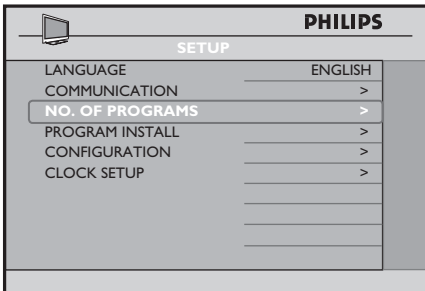 PHILIPS
SETUP
LANGUAGE ENGLISH
COMMUNICATION >
NO. OF PROGRAMS >
PROGRAM INSTALL >
CONFIGURATION >
CLOCK SETUP >